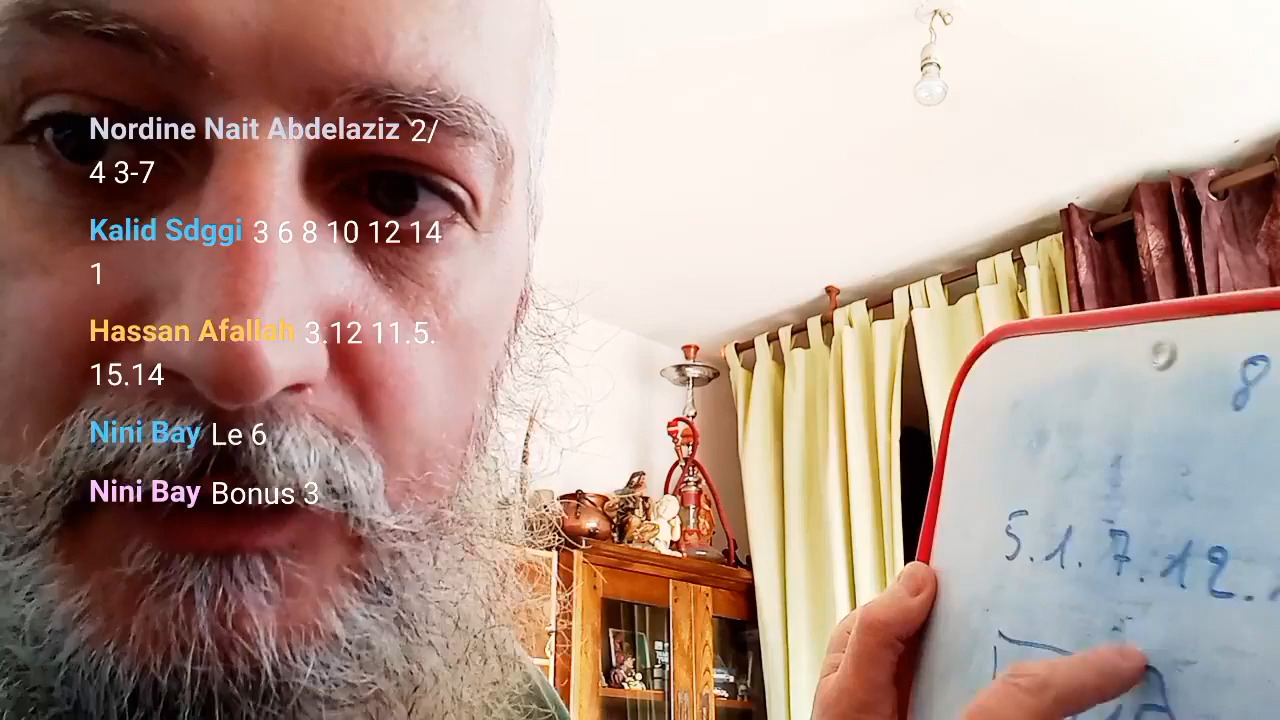 Nordine Nait Abdelaziz 2/
4 3-7
Kalid Sdggi 3 6 8 10 12 14
1
Hassan Afallah 3.12 11.5.
15.14
Nini Bay Le 6
Nini Bay Bonus 3
8
5.1.7.12.